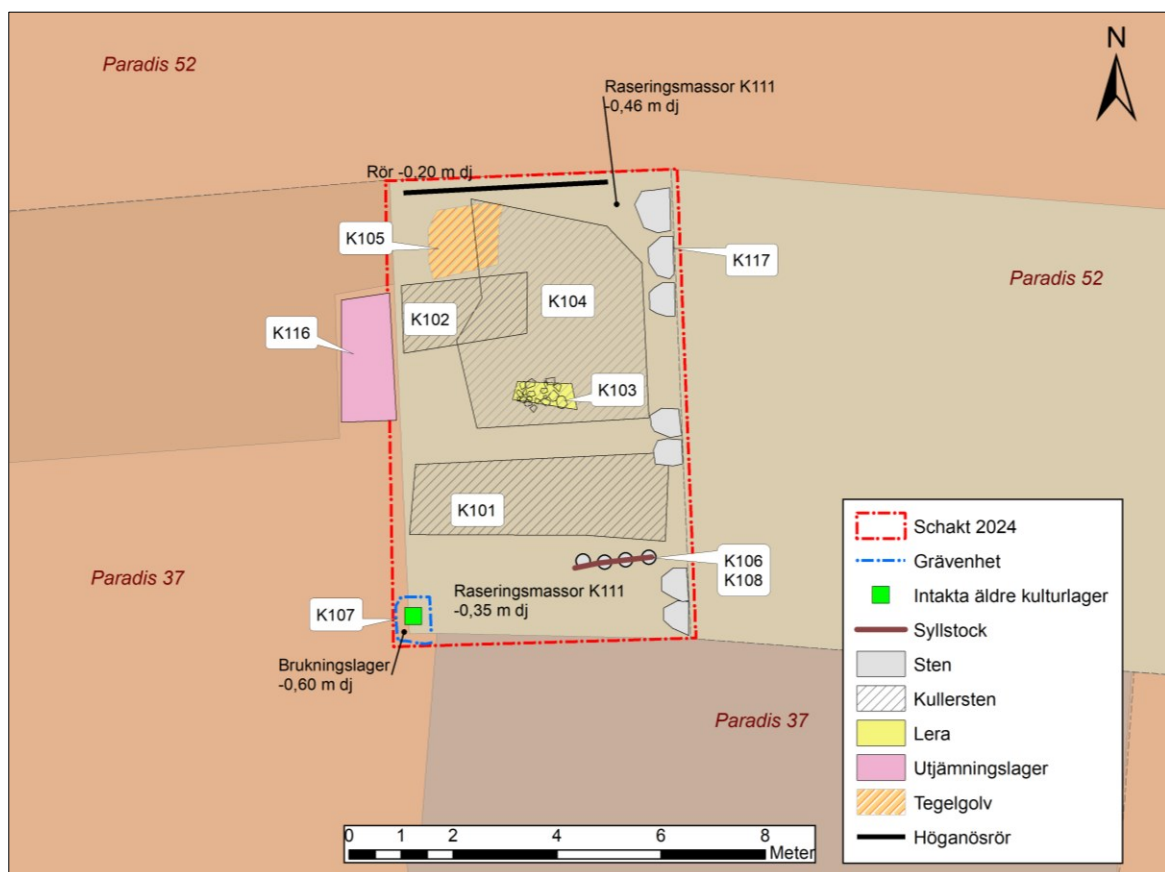 Paradis 52
N
Raseringsmassor K111
-0,46 m dj
Rör -0,20 m dj
K105
K117
Paradis 52
K104
K102
K116
K103
K101
Schakt 2024
Grävenhet
Intakta äldre kulturlager
Syllstock
Sten
Kullersten
Lera
Utjämningslager
Tegelgolv
Höganösrör
K106
K108
Paradis 37
Raseringsmassor K111
-0,35 m dj
K107
Brukningslager
-0,60 m dj
Paradis 37
0 1 2 4 6 8
Meter